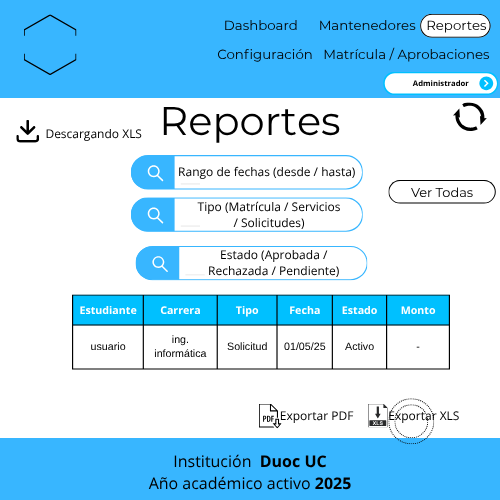 Dashboard Mantenedores Reportes
Configuración Matrícula / Aprobaciones
Administrador
Descargando XLS
Reportes
Rango de fechas (desde / hasta)
Ver Todas
Tipo (Matrícula / Servicios
/ Solicitudes)
Estado (Aprobada /
Rechazada / Pendiente)
Estudiante Carrera Tipo Fecha Estado Monto
usuario ing. informática Solicitud 01/05/25 Activo -
PDF Exportar PDF XLS Exportar XLS
Institución Duoc UC
Año académico activo 2025